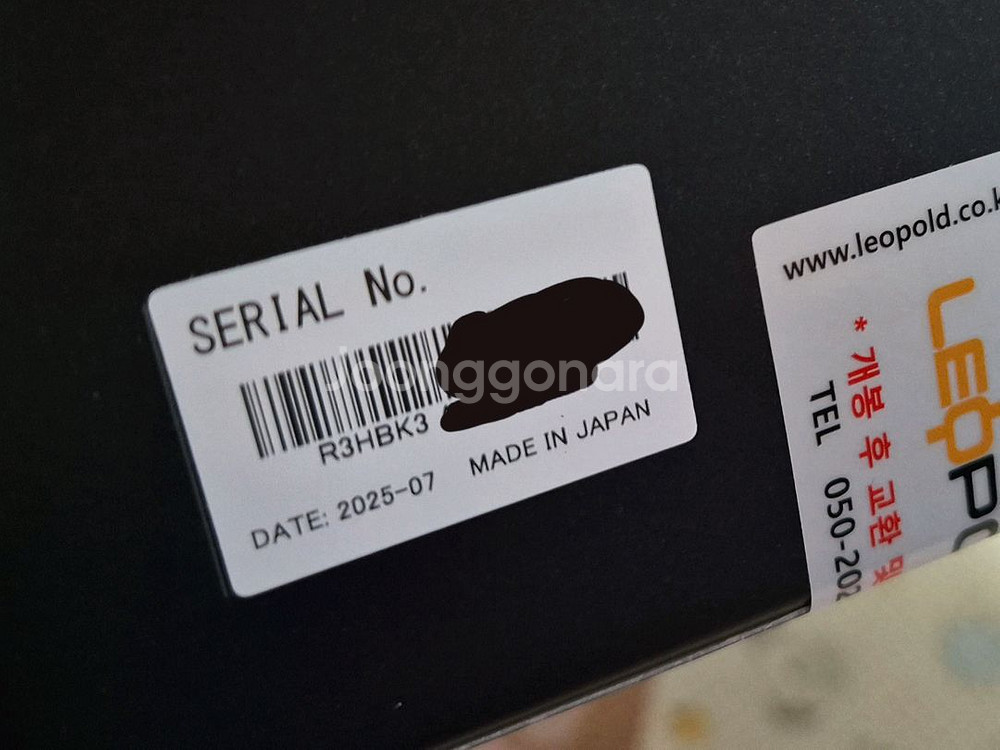 SERIAL No.
R3HBK3
DATE: 2025-07 MADE IN JAPAN
Joonggonara
www.leopold.co.k
LEOPO
* 개봉 후 교환 및
TEL 050-202